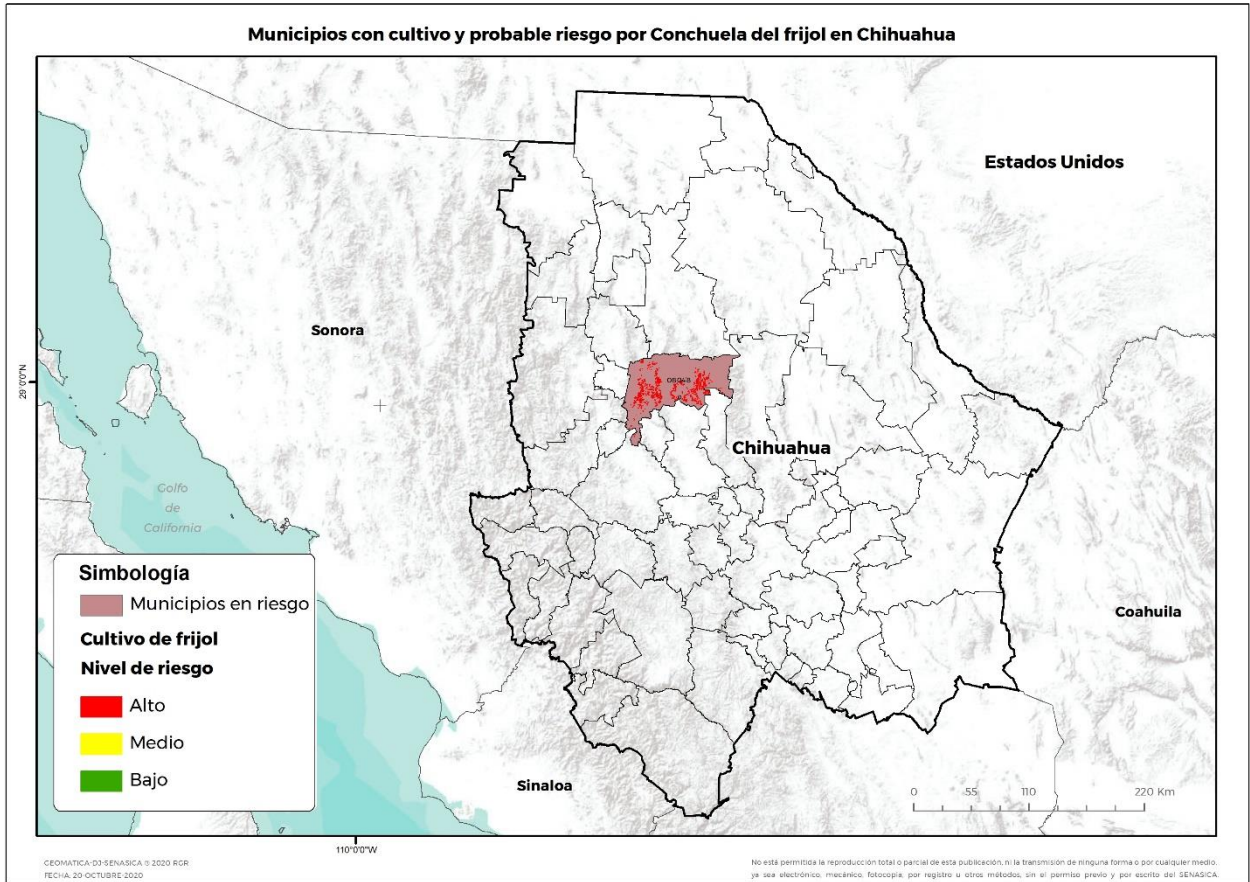 Municipios con cultivo y probable riesgo por Conchuela del frijol en Chihuahua
Estados Unidos
Sonora
29°0'0"N
Chihuahua
Golfo
de
California
Simbología
Municipios en riesgo
Cultivo de frijol
Nivel de riesgo
Alto
Medio
Bajo
Coahuila
Sinaloa
0 55 110 220 Km
110°0'0"W
GEOMATICA-DJ-SENASICA © 2020 RGR
FECHA. 20-OCTUBRE-2020
No está permitida la reproducción total o parcial de esta publicación, ni la transmisión de ninguna forma o por cualquier medio,
ya sea electrónico, mecánico, fotocopia, por registro u otros métodos, sin el permiso previo y por escrito del SENASICA.